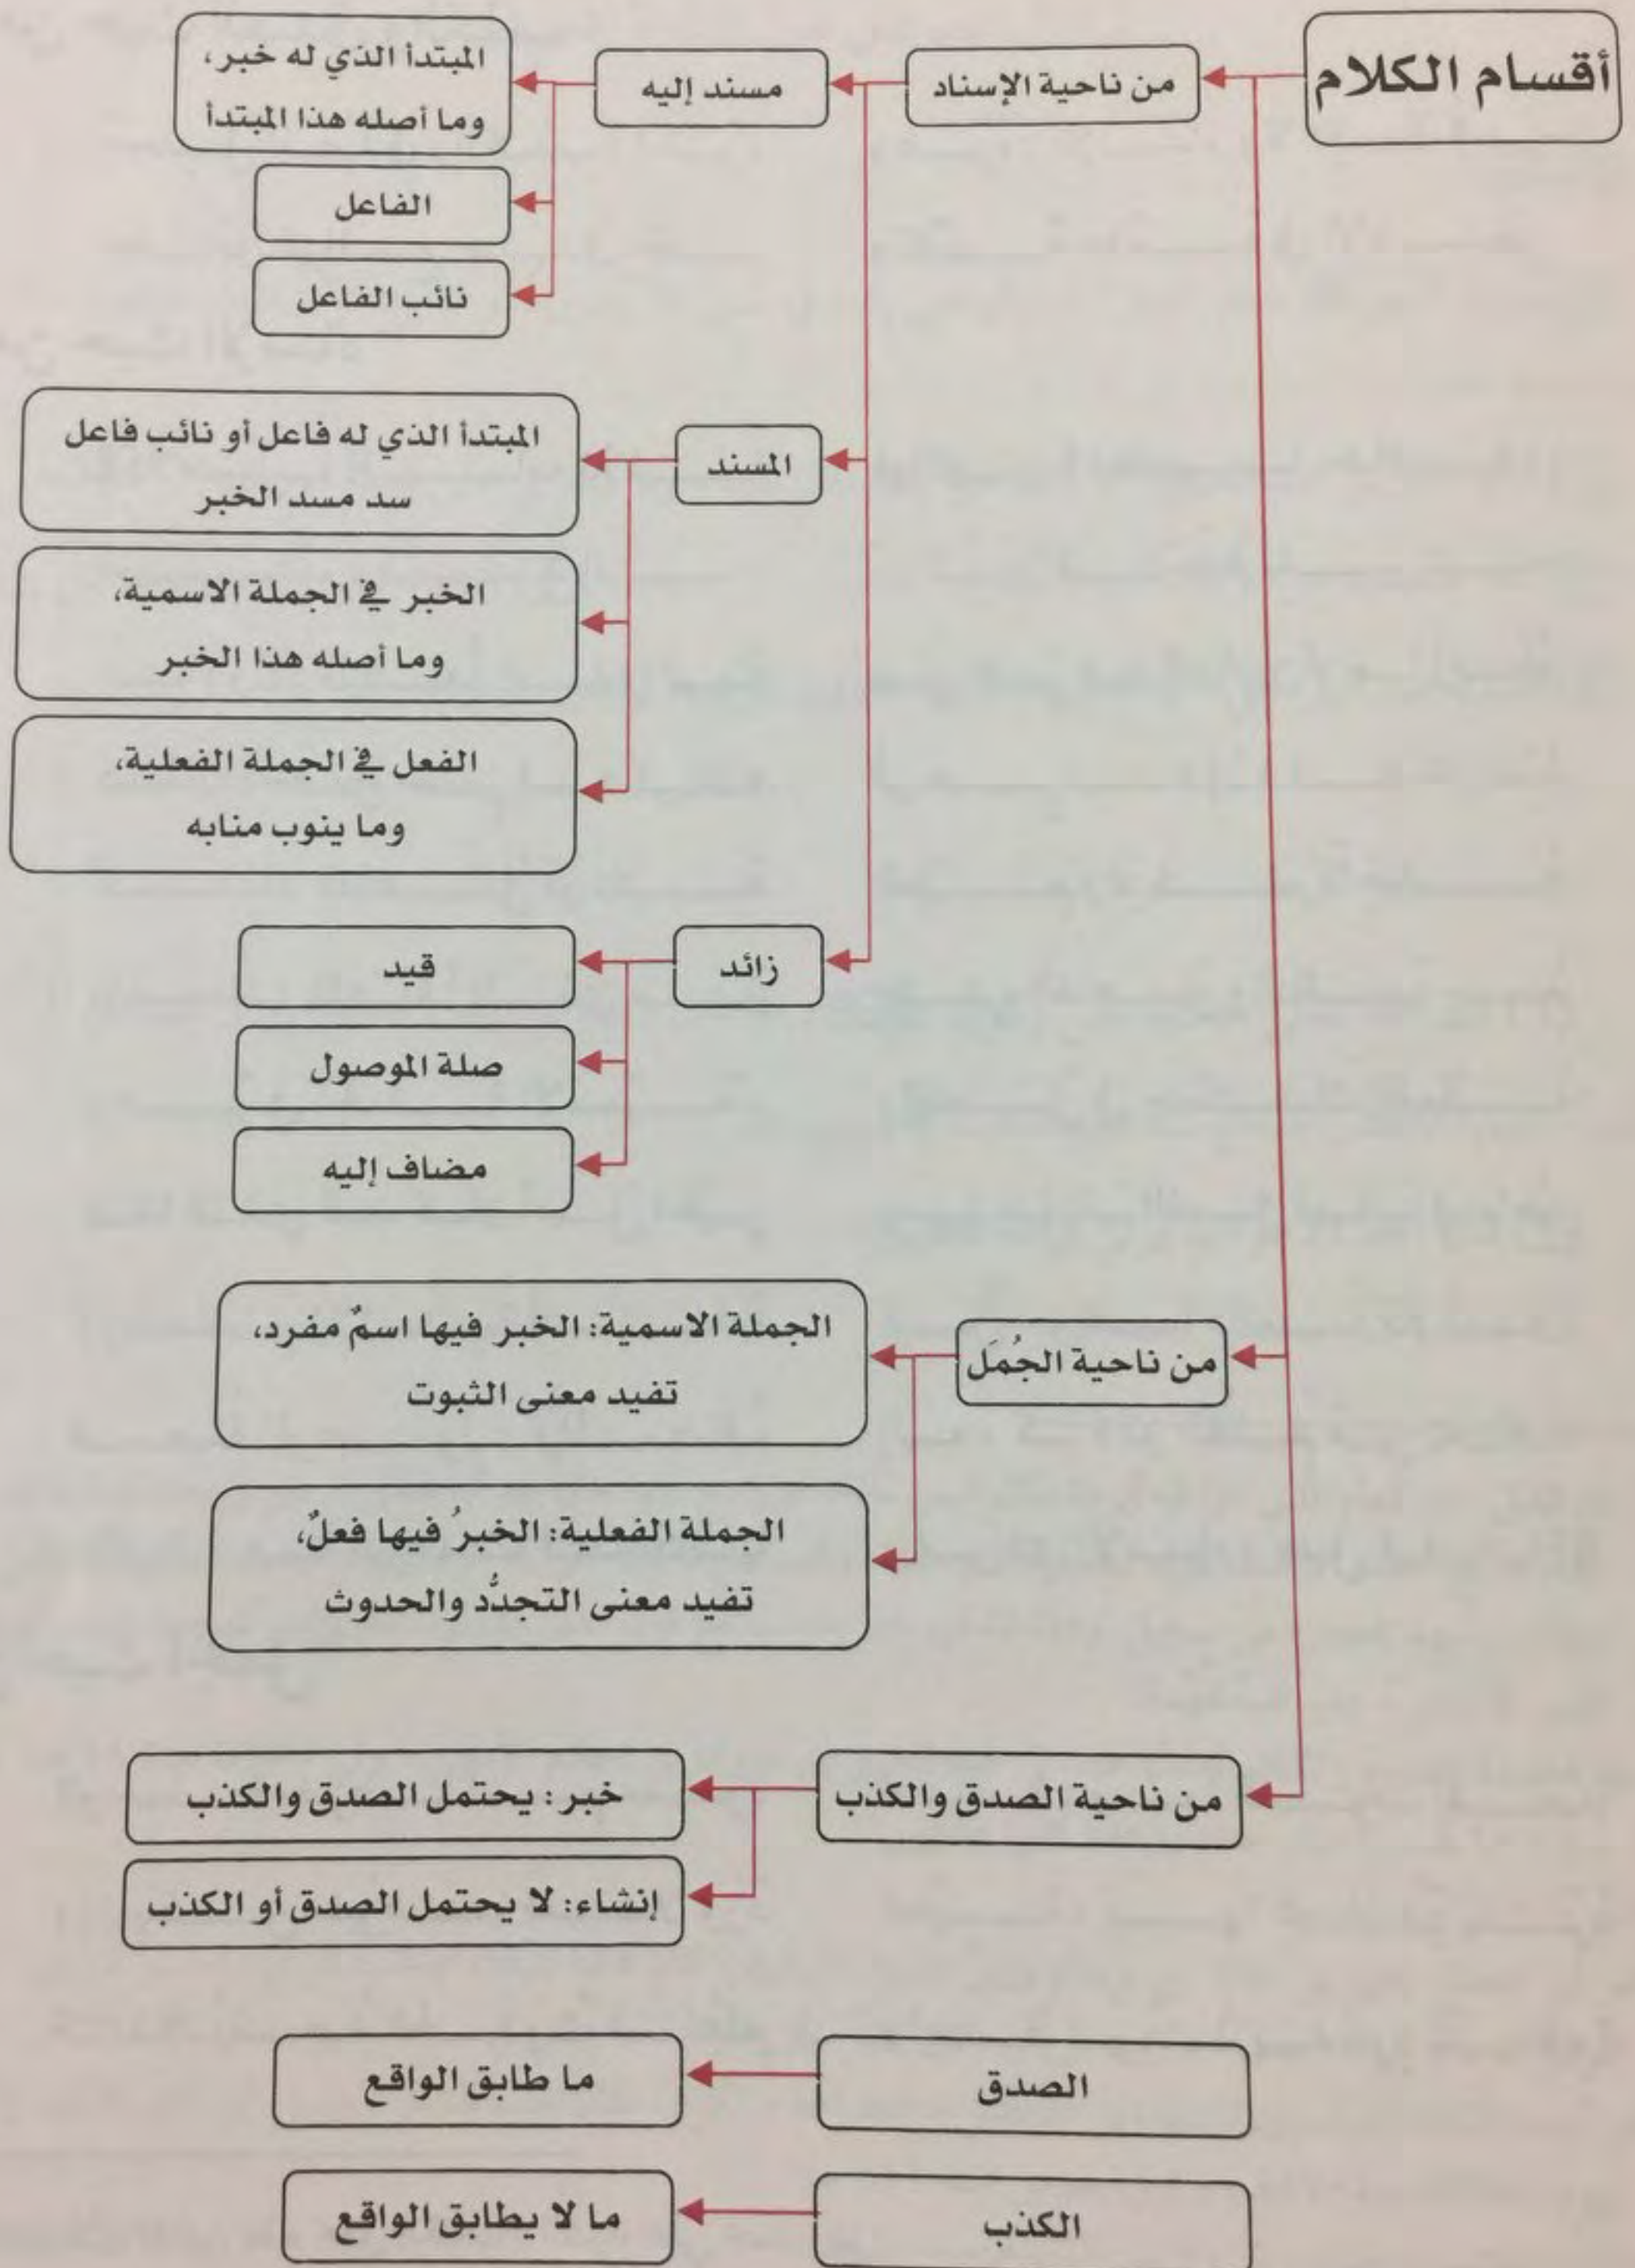 أقسام الكلام
من ناحية الإسناد
مسند إليه
المبتدأ الذي له خبر،
وما أصله هذا المبتدأ
الفاعل
نائب الفاعل
المسند
المبتدأ الذي له فاعل أو نائب فاعل
سد مسد الخبر
الخبر في الجملة الاسمية،
وما أصله هذا الخبر
الفعل في الجملة الفعلية،
وما ينوب منابه
زائد
قيد
صلة الموصول
مضاف إليه
من ناحية الجُمَل
الجملة الاسمية: الخبر فيها اسمٌ مفرد،
تفيد معنى الثبوت
الجملة الفعلية: الخبرُ فيها فعلٌ،
تفيد معنى التجدُّد والحدوث
من ناحية الصدق والكذب
خبر: يحتمل الصدق والكذب
إنشاء: لا يحتمل الصدق أو الكذب
الصدق
ما طابق الواقع
الكذب
ما لا يطابق الواقع